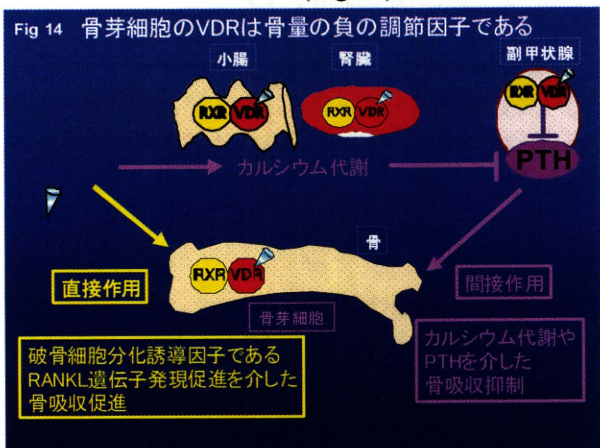 Fig 14 骨芽細胞のVDRは骨量の負の調節因子である
小腸
腎臓
副甲状腺
RXR VDR
RXR VDR
RXR VDR
PTH
カルシウム代謝
骨
RXR VDR
直接作用
間接作用
骨芽細胞
破骨細胞分化誘導因子である
RANKL遺伝子発現促進を介した
骨吸収促進
カルシウム代謝や
PTHを介した
骨吸収抑制